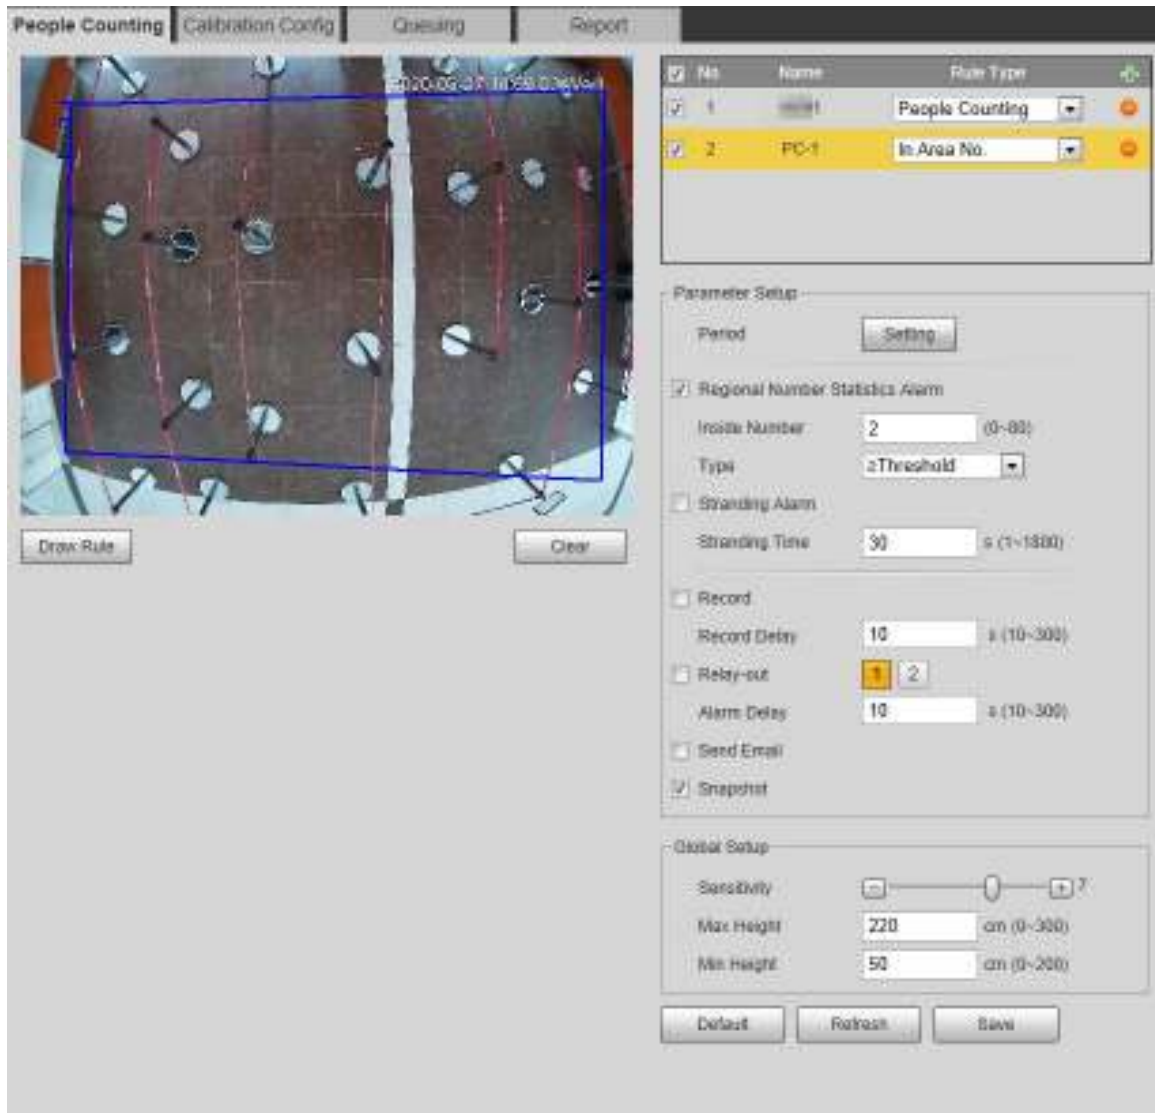 People Counting Calibration Config Queuing Report
No. Name Rule Type
1 People Counting
2 PC-1 In Area No.
Parameter Setup
Period Setting
Regional Number Statistics Alarm
Inside Number 2 (0~80)
Type ≥Threshold
Stranding Alarm
Stranding Time 30 s (1~1800)
Record
Record Delay 10 s (10~300)
Relay-out 1 2
Alarm Delay 10 s (10~300)
Send Email
Snapshot
Draw Rule Clear
Global Setup
Sensitivity 7
Max Height 220 cm (0~300)
Min Height 50 cm (0~200)
Default Refresh Save